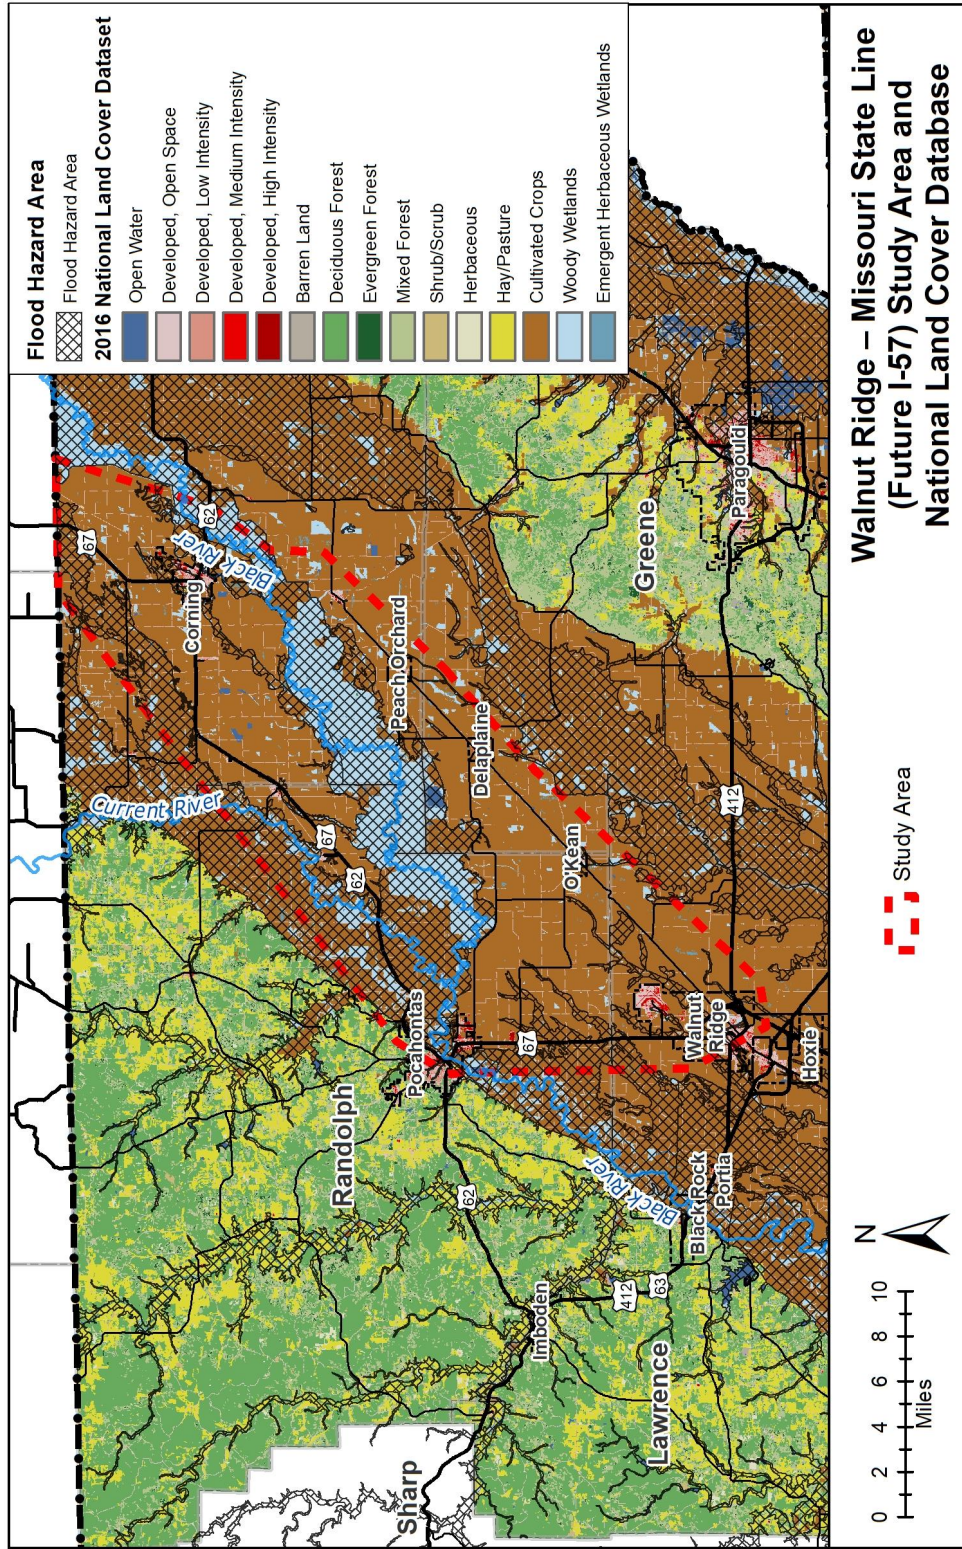 Flood Hazard Area
Flood Hazard Area
2016 National Land Cover Dataset
Open Water
Developed, Open Space
Developed, Low Intensity
Developed, Medium Intensity
Developed, High Intensity
Barren Land
Deciduous Forest
Evergreen Forest
Mixed Forest
Shrub/Scrub
Herbaceous
Hay/Pasture
Cultivated Crops
Woody Wetlands
Emergent Herbaceous Wetlands
67
Current River
Corning
62
Black River
67
62
Randolph
Pocahontas
Peach Orchard
Sharp
62
Delaplaine
67
O'Kean
Greene
Imboden
412
63
Black River
Lawrence
Black Rock
Portia
Walnut
Ridge
412
Paragould
Hoxie
0 2 4 6 8 10
Miles
N
Study Area
Walnut Ridge – Missouri State Line
(Future I-57) Study Area and
National Land Cover Database